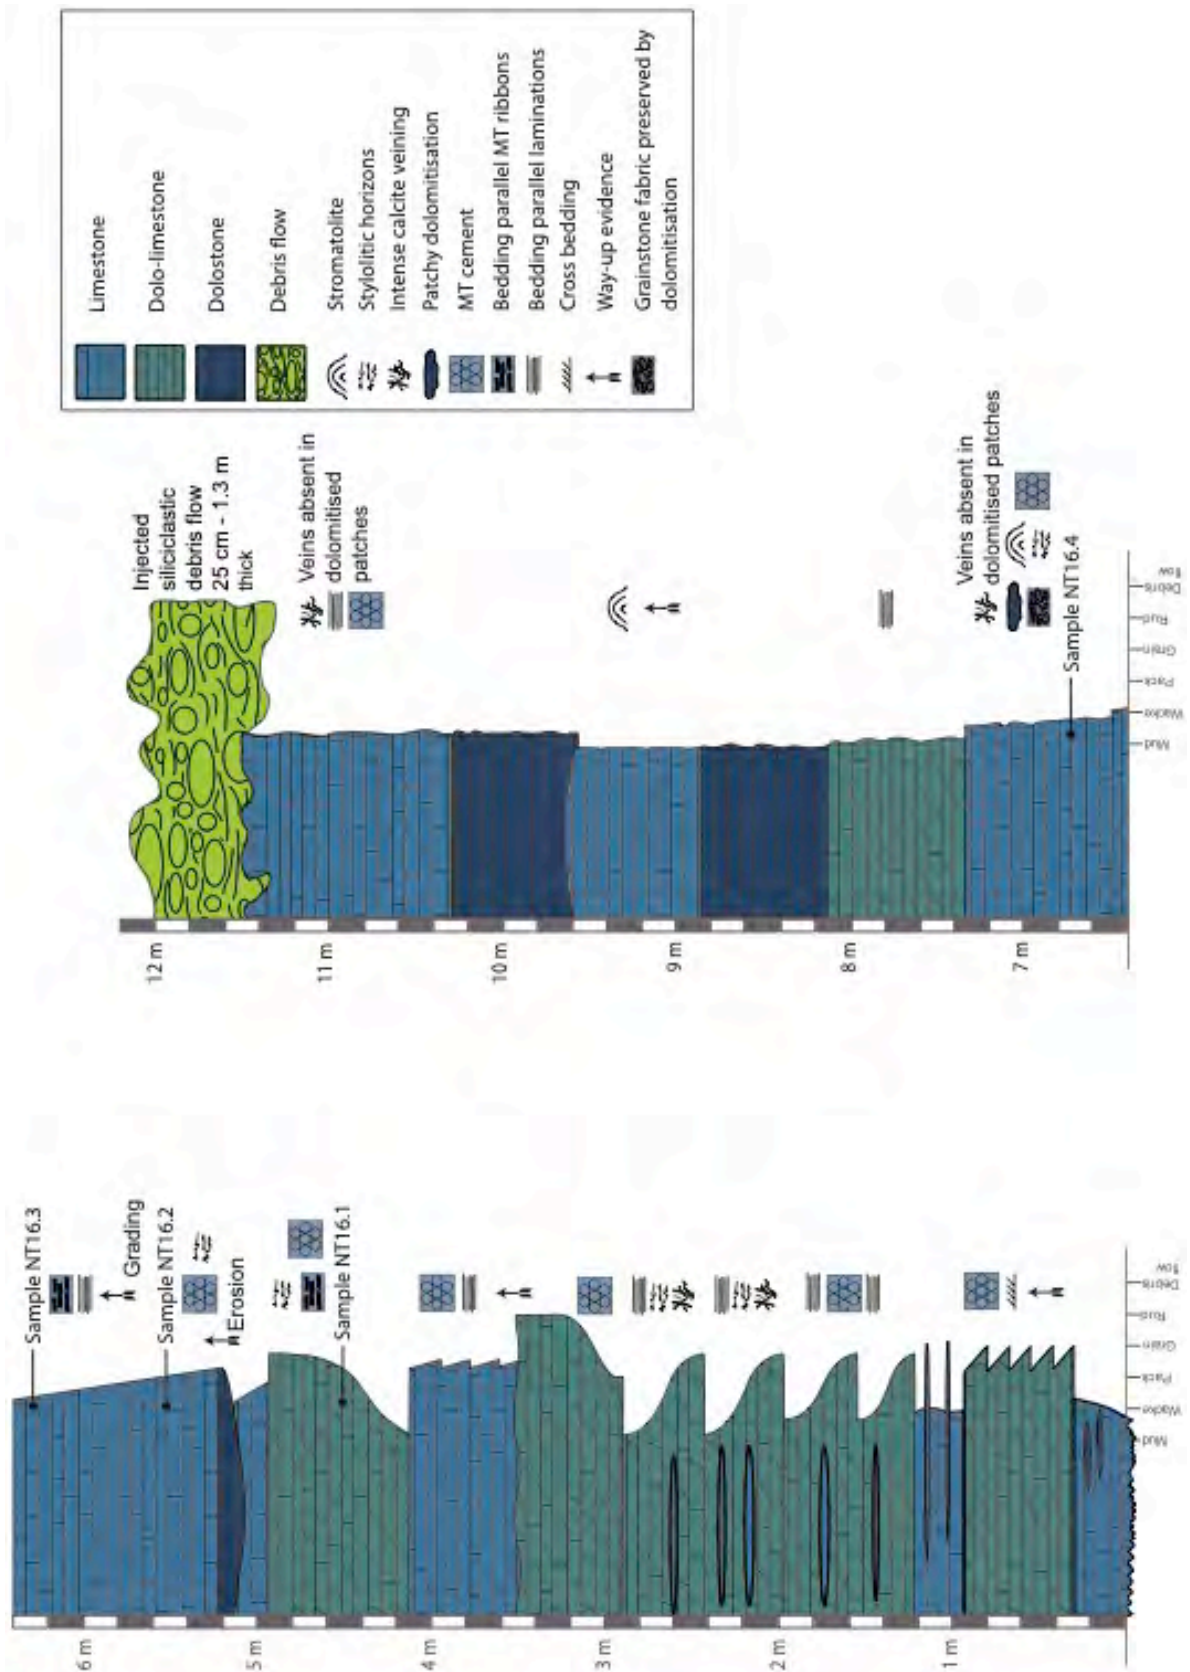 Limestone
Dolo-limestone
Dolostone
Debris flow
Stromatolite
Stylolitic horizons
Intense calcite veining
Patchy dolomitisation
MT cement
Bedding parallel MT ribbons
Bedding parallel laminations
Cross bedding
Way-up evidence
Grainstone fabric preserved by
dolomitisation
Injected
siliciclastic
debris flow
25 cm - 1.3 m
thick
Veins absent in
dolomitised
patches
Veins absent in
dolomitised patches
Sample NT16.4
12 m
11 m
10 m
9 m
8 m
7 m
Mud
Wacke
Pack
Grain
Rud
Debris
flow
Sample NT16.3
Grading
Sample NT16.2
Erosion
Sample NT16.1
6 m
5 m
4 m
3 m
2 m
1 m
Mud
Wacke
Pack
Grain
Rud
Debris
flow